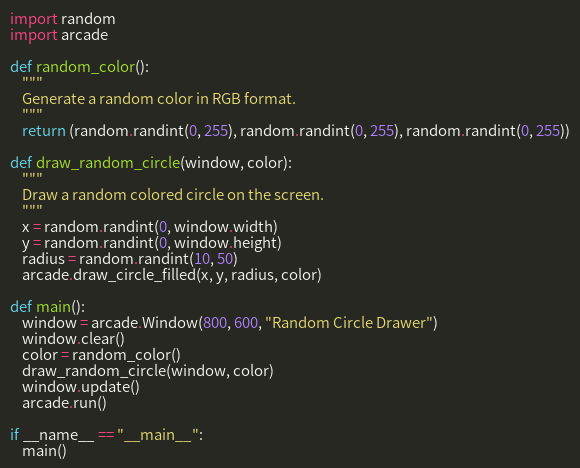 import random
import arcade

def random_color():
    """
    Generate a random color in RGB format.
    """
    return (random.randint(0, 255), random.randint(0, 255), random.randint(0, 255))

def draw_random_circle(window, color):
    """
    Draw a random colored circle on the screen.
    """
    x = random.randint(0, window.width)
    y = random.randint(0, window.height)
    radius = random.randint(10, 50)
    arcade.draw_circle_filled(x, y, radius, color)

def main():
    window = arcade.Window(800, 600, "Random Circle Drawer")
    window.clear()
    color = random_color()
    draw_random_circle(window, color)
    window.update()
    arcade.run()

if __name__ == "__main__":
    main()